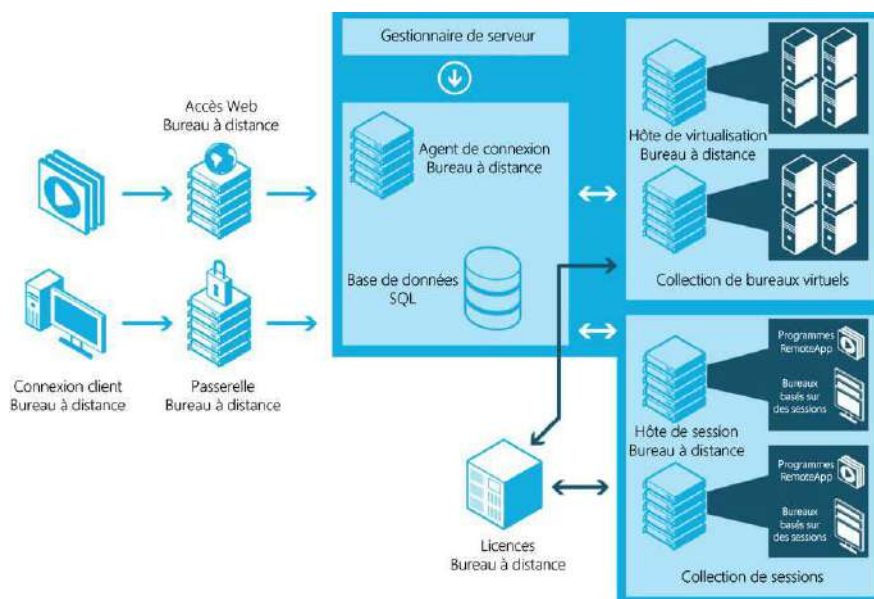 Gestionnaire de serveur
Accès Web
Bureau à distance
Agent de connexion
Bureau à distance
Base de données
SQL
Connexion client
Bureau à distance
Passerelle
Bureau à distance
Licences
Bureau à distance
Hôte de virtualisation
Bureau à distance
Collection de bureaux virtuels
Programmes
RemoteApp
Bureaux
basés sur
des sessions
Hôte de session
Bureau à distance
Programmes
RemoteApp
Bureaux
basés sur
des sessions
Collection de sessions